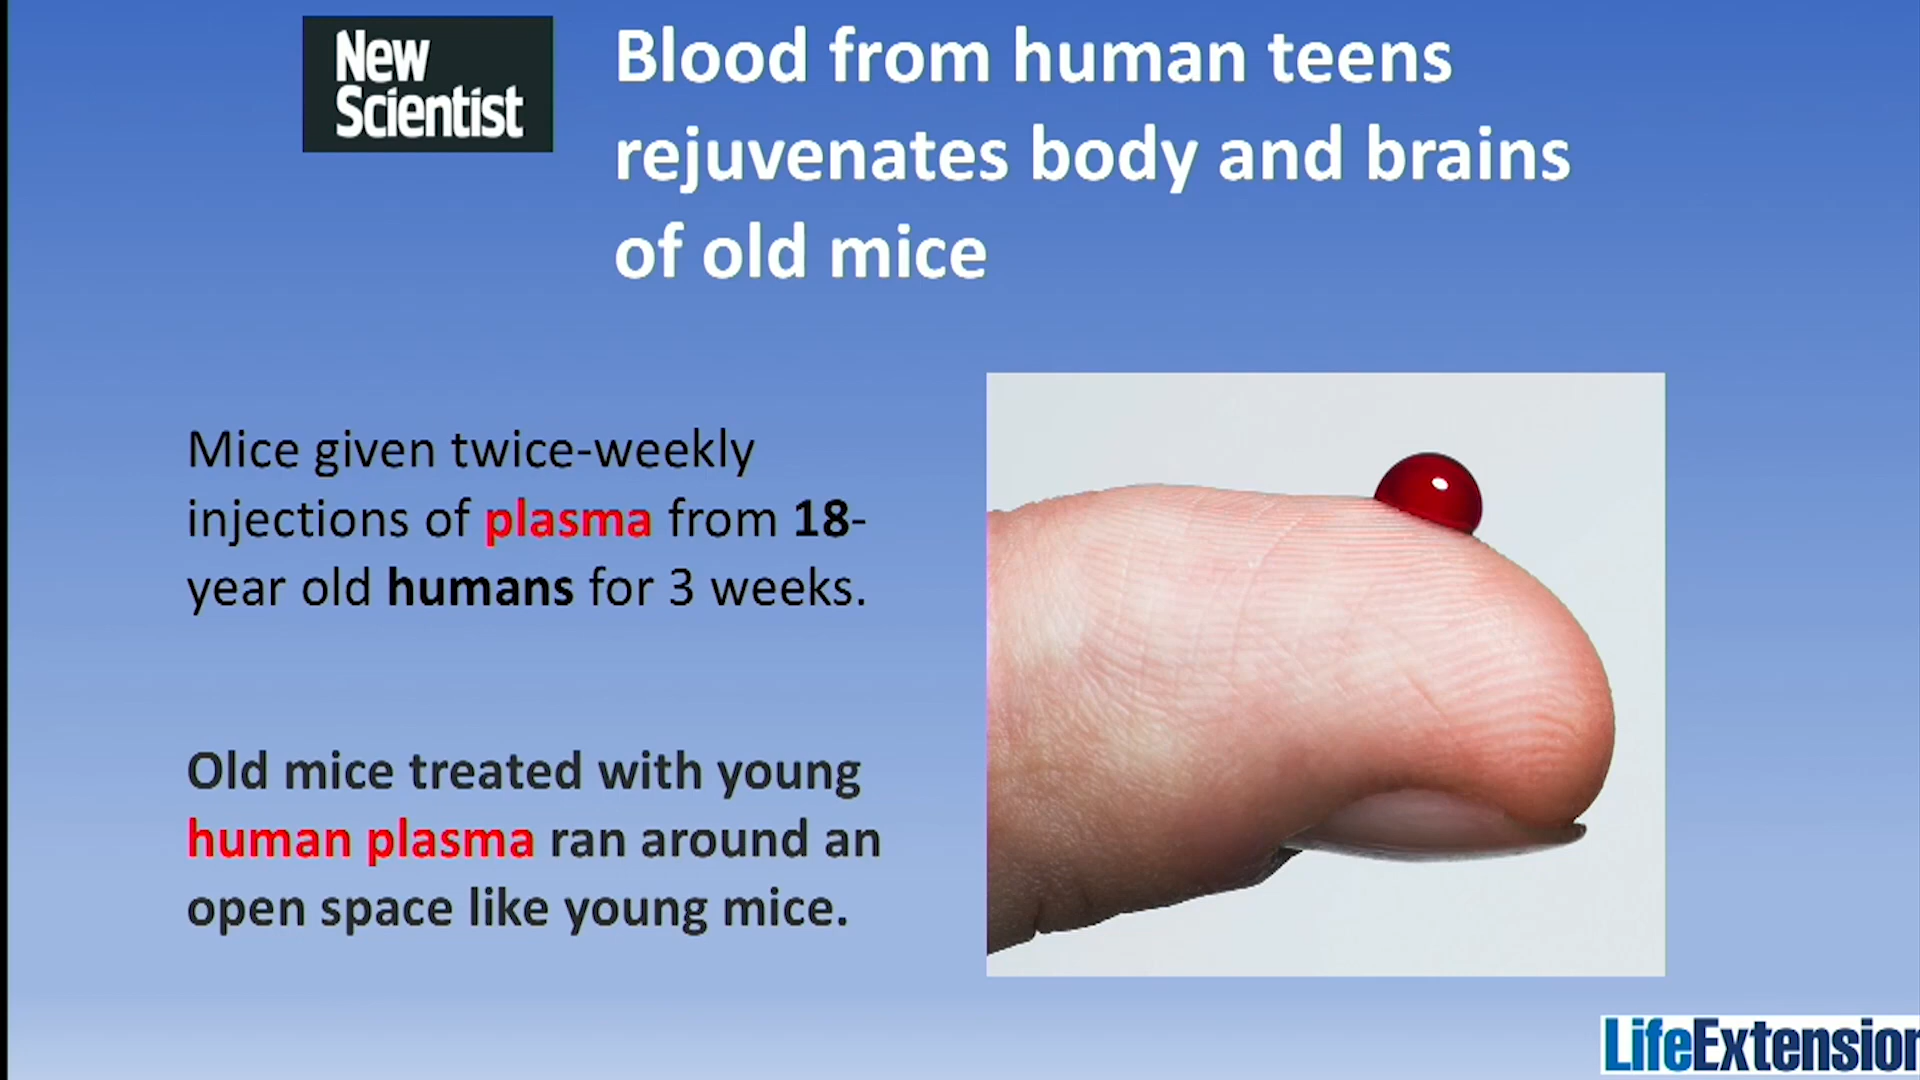 New
Scientist
Blood from human teens
rejuvenates body and brains
of old mice
Mice given twice-weekly
injections of plasma from 18-
year old humans for 3 weeks.
Old mice treated with young
human plasma ran around an
open space like young mice.
LifeExtension